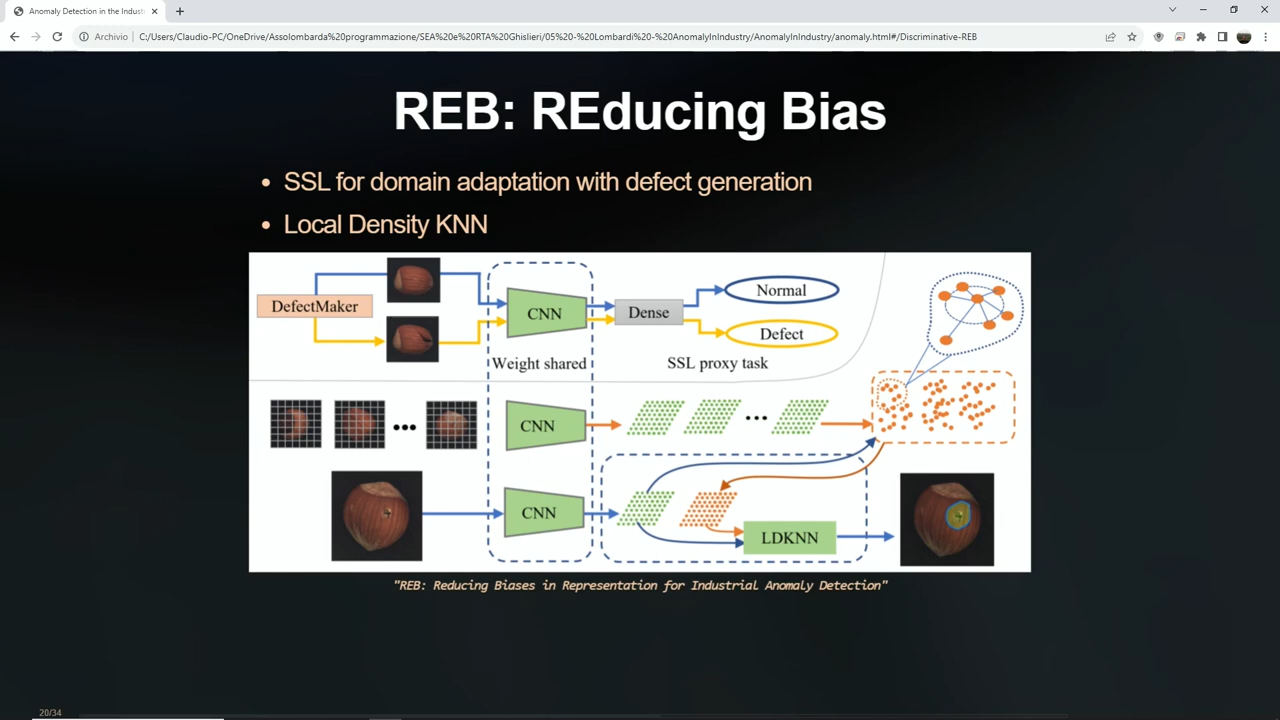 Anomaly Detection in the Indust
Archivio
C:/Users/Claudio-PC/OneDrive/Assolombarda%20programmazione/SEA%20e%20RTA%20Ghislieri/05%20-%20Lombardi%20-%20AnomalyInIndustry/AnomalyInIndustry/anomaly.html#/Discriminative-REB
REB: REducing Bias
• SSL for domain adaptation with defect generation
• Local Density KNN
DefectMaker
CNN
Dense
Normal
Defect
Weight shared
SSL proxy task
CNN
CNN
LDKNN
"REB: Reducing Biases in Representation for Industrial Anomaly Detection"
20/34